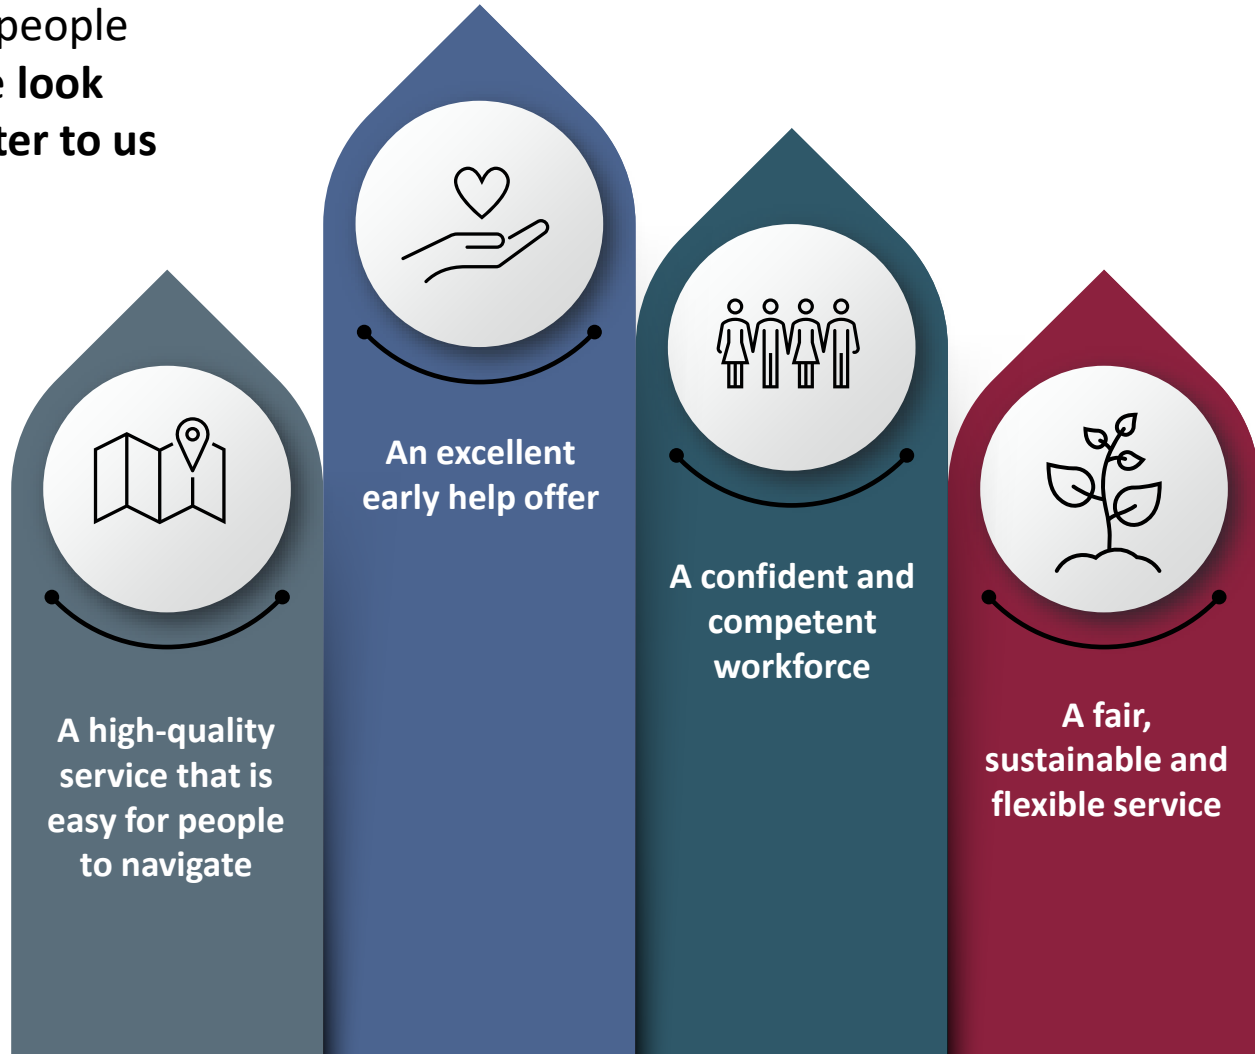 people
look
to us
A high-quality
service that is
easy for people
to navigate
An excellent
early help offer
A confident and
competent
workforce
A fair,
sustainable and
flexible service